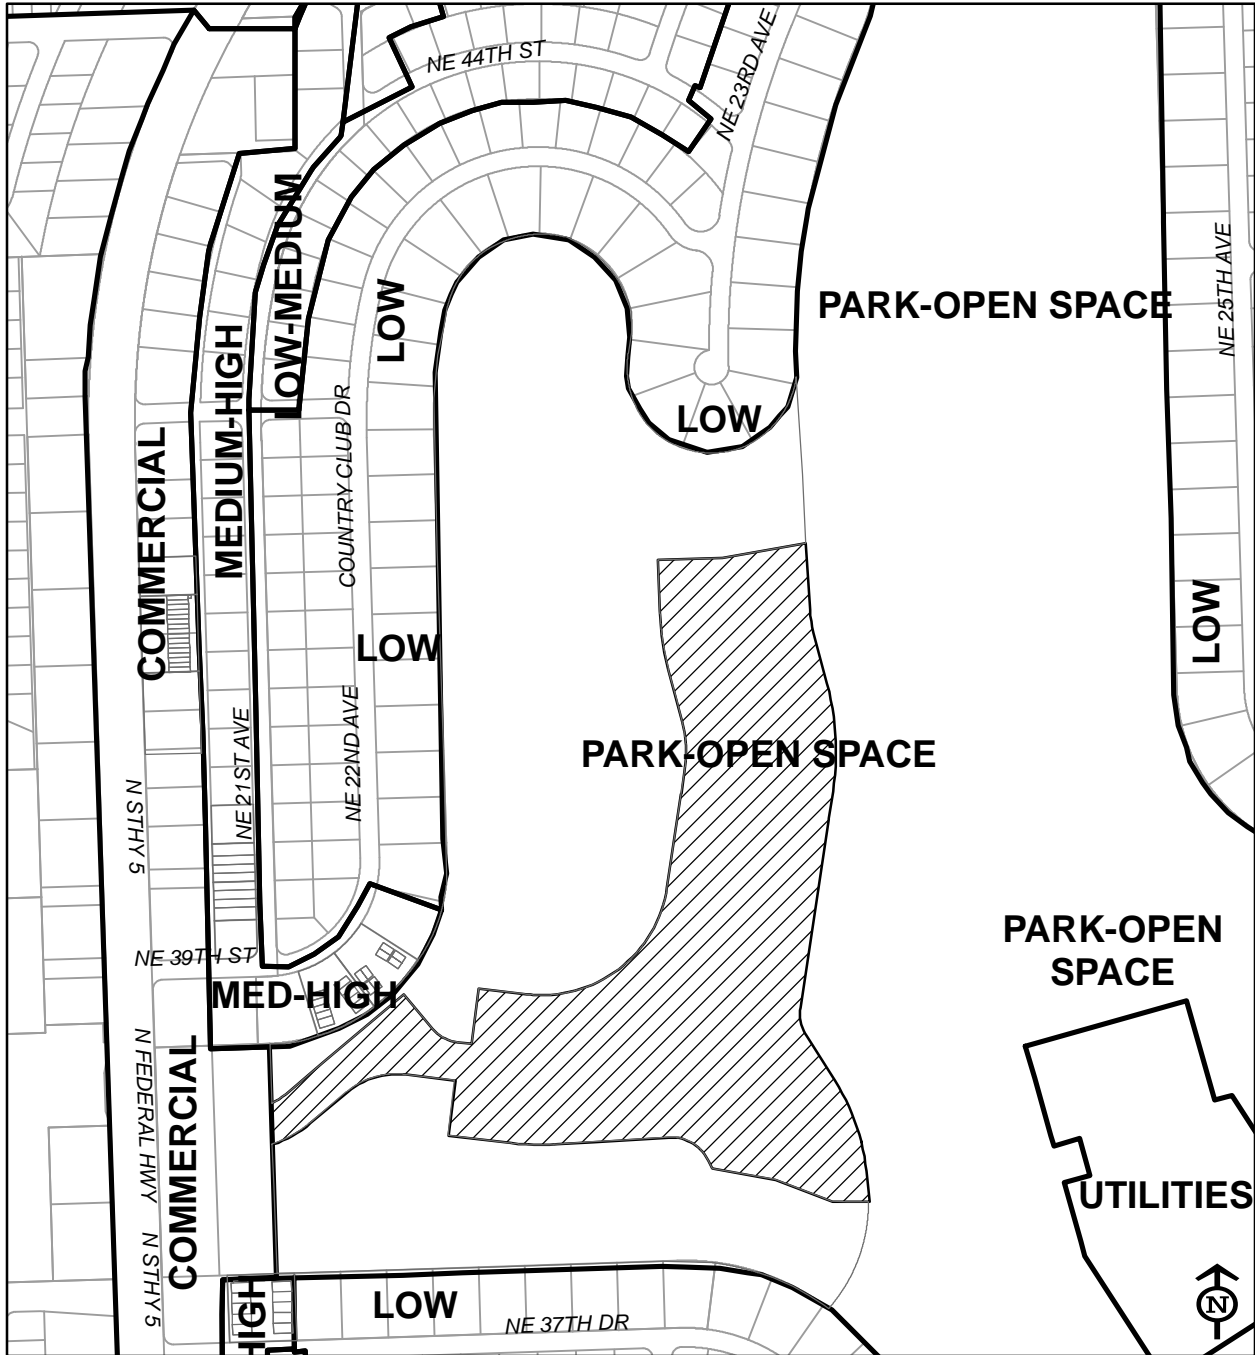 NE 44TH ST
NE 23RD AVE
LOW-MEDIUM
LOW
PARK-OPEN SPACE
NE 25TH AVE
MEDIUM-HIGH
COUNTRY CLUB DR
LOW
COMMERCIAL
LOW
LOW
NE 22ND AVE
NE 21ST AVE
PARK-OPEN SPACE
N STHY 5
PARK-OPEN
SPACE
NE 39TH ST
MED-HIGH
N FEDERAL HWY
COMMERCIAL
UTILITIES
N STHY 5
HIGH
LOW
NE 37TH DR
N